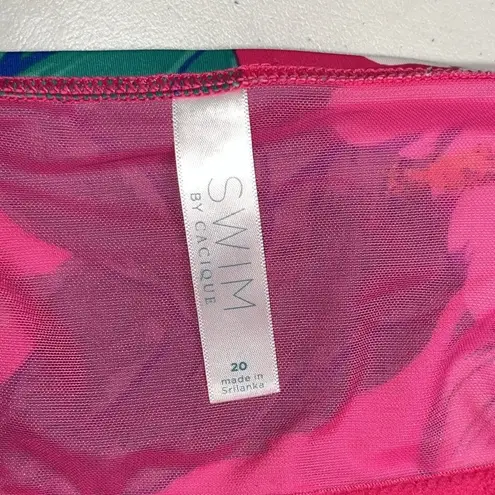 SWIM
BY CACIQUE
20
made in
Srilanka